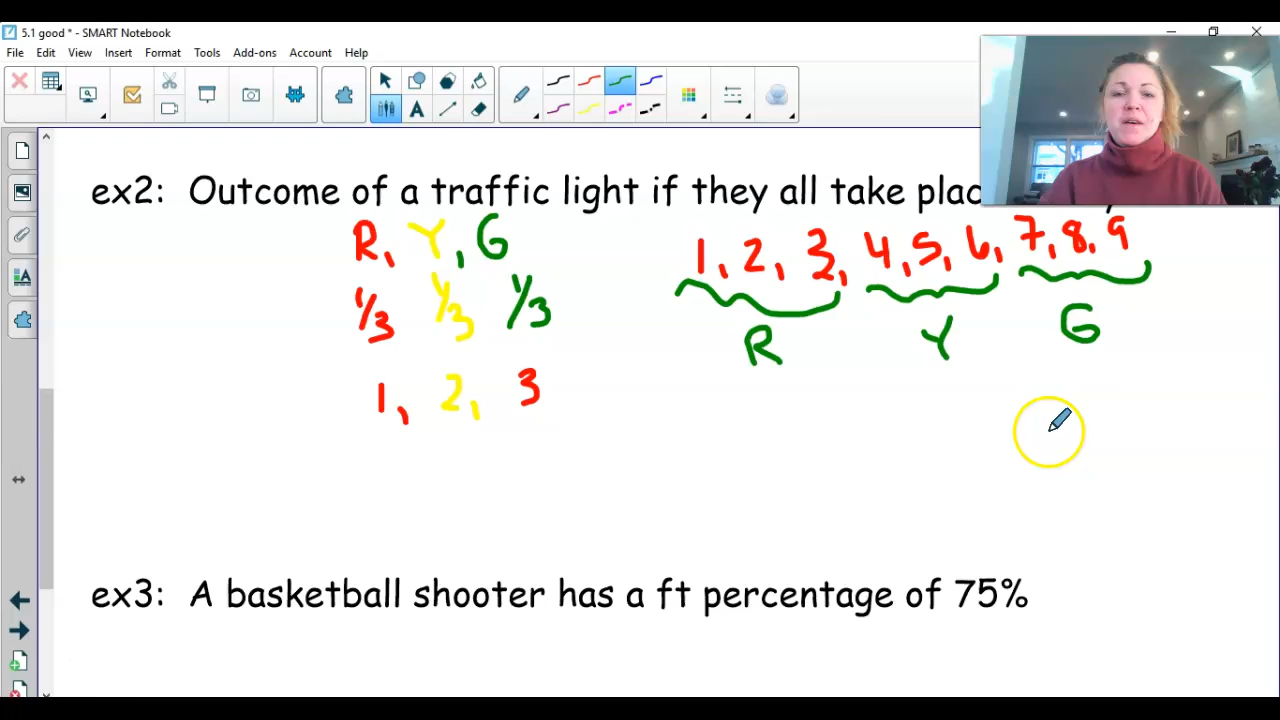 5.1 good * - SMART Notebook
File Edit View Insert Format Tools Add-ons Account Help
ex2: Outcome of a traffic light if they all take plac
R, Y, G
1, 2, 3, 4, 5, 6, 7, 8, 9
1/3 1/3 1/3
R Y G
1, 2, 3
ex3: A basketball shooter has a ft percentage of 75%